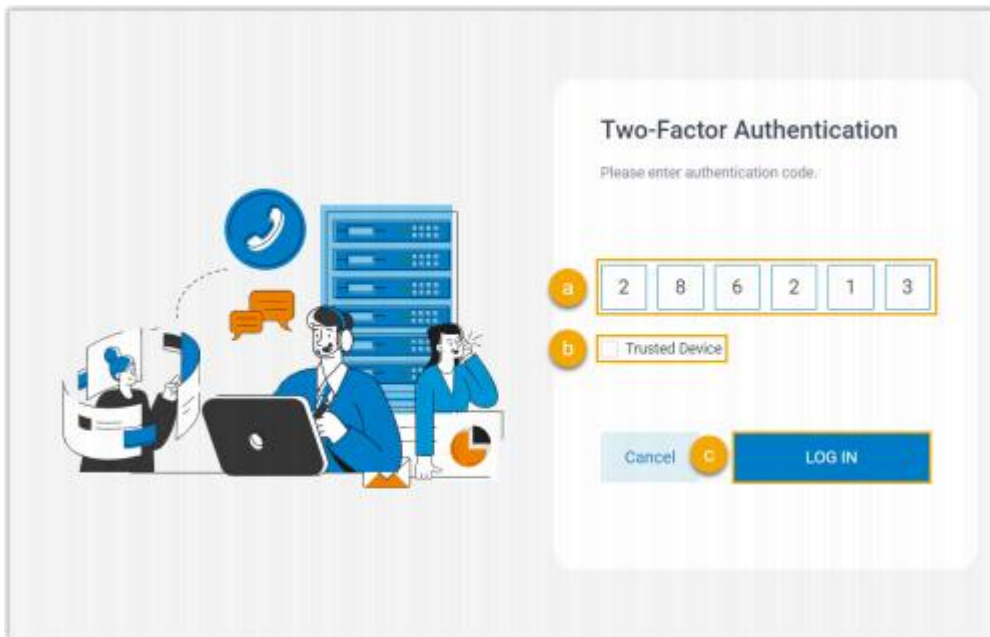 Two-Factor Authentication
Please enter authentication code.
a 2 8 6 2 1 3
b Trusted Device
Cancel c LOG IN